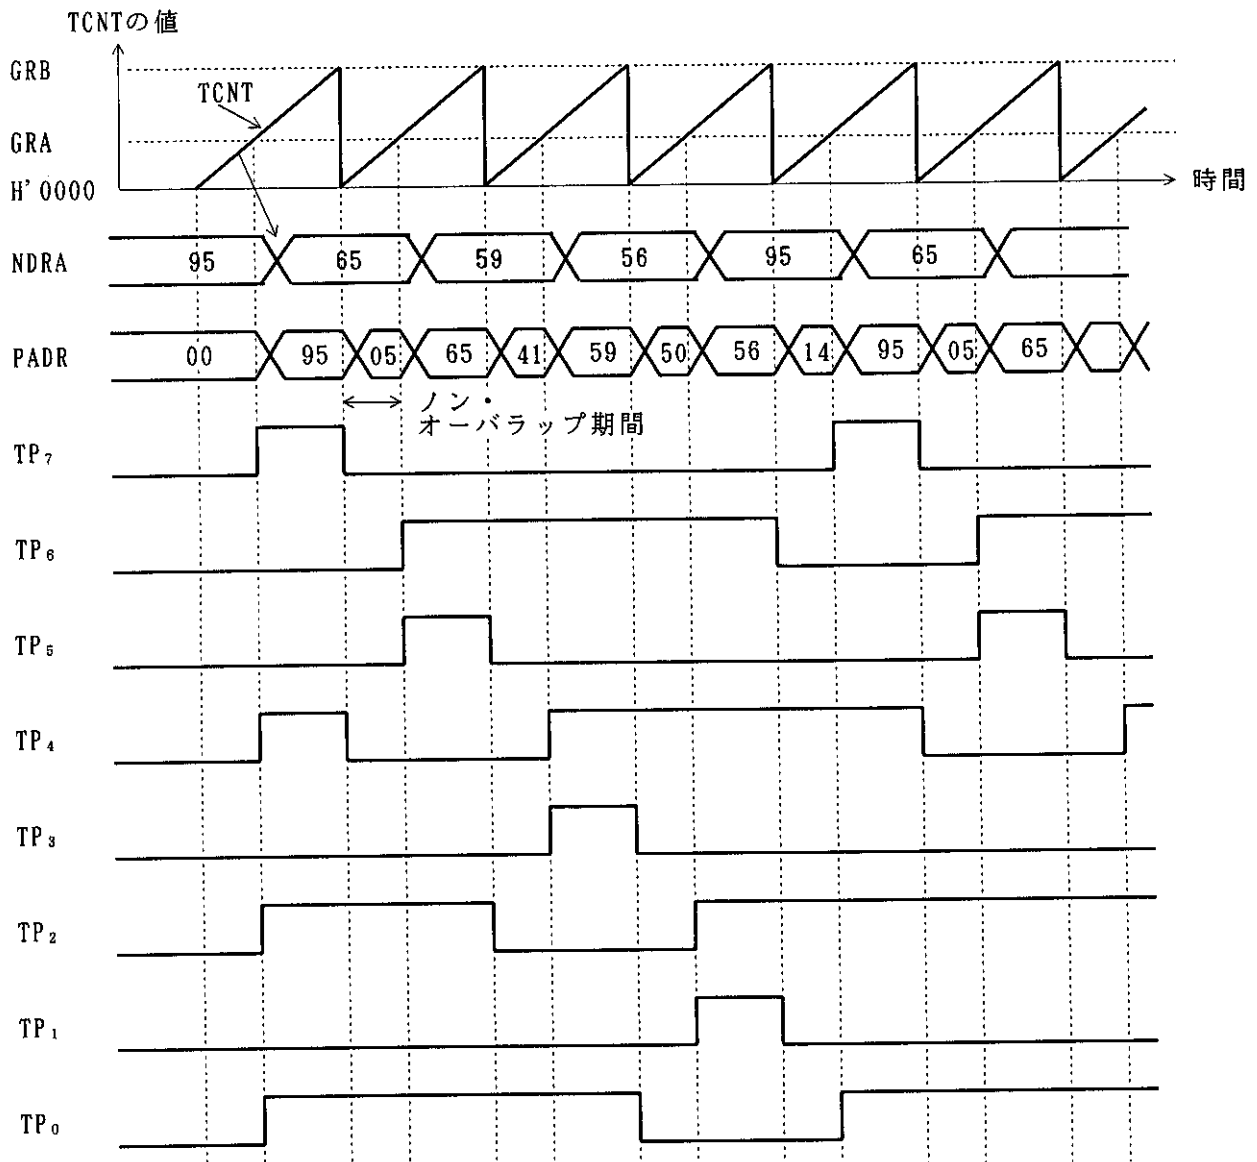 TCNTの値
GRB
TCNT
GRA
H'0000
時間
NDRA 95 65 59 56 95 65
PADR 00 95 05 65 41 59 50 56 14 95 05 65
ノン・
オーバラップ期間
TP₇
TP₆
TP₅
TP₄
TP₃
TP₂
TP₁
TP₀